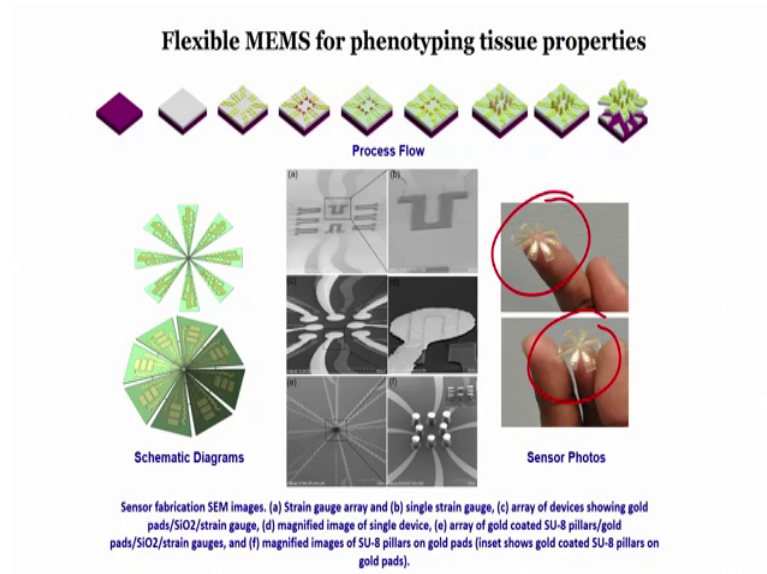 Flexible MEMS for phenotyping tissue properties
Process Flow
(a)
(b)
(c)
(d)
(e)
(f)
Schematic Diagrams
Sensor Photos
Sensor fabrication SEM images. (a) Strain gauge array and (b) single strain gauge, (c) array of devices showing gold
pads/SiO2/strain gauge, (d) magnified image of single device, (e) array of gold coated SU-8 pillars/gold
pads/SiO2/strain gauges, and (f) magnified images of SU-8 pillars on gold pads (inset shows gold coated SU-8 pillars on
gold pads).